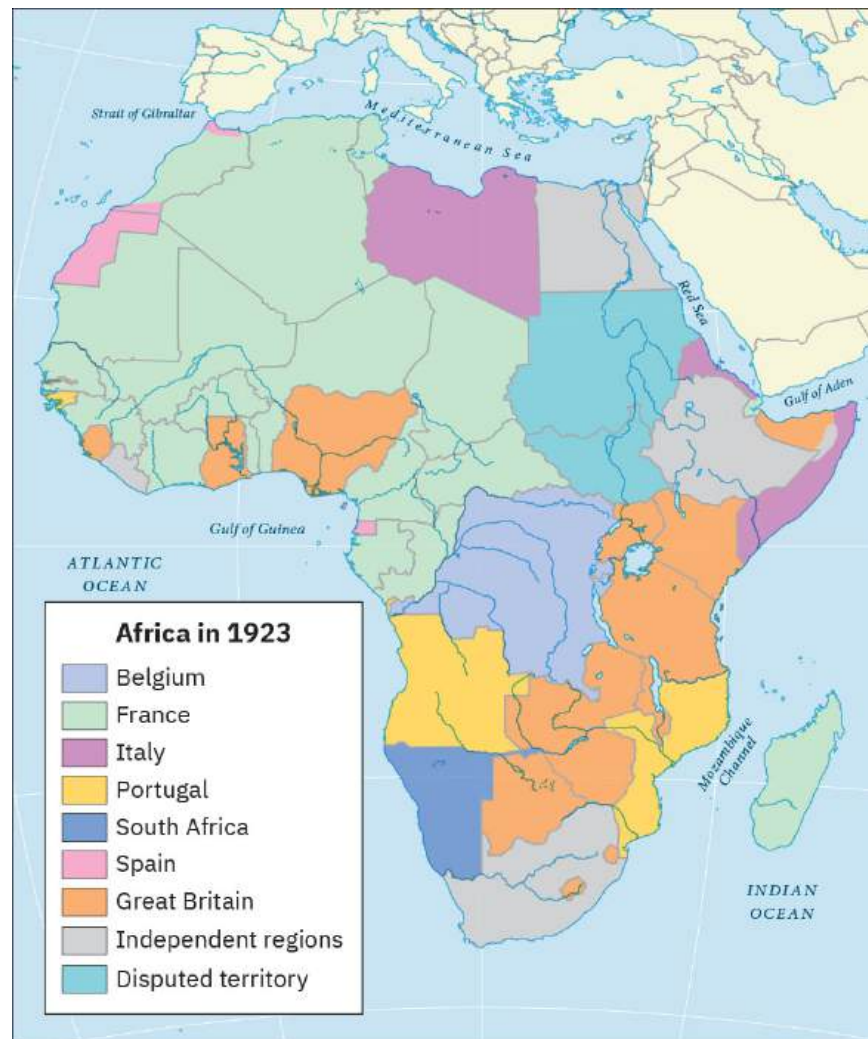 Strait of Gibraltar
Mediterranean Sea
Red Sea
Gulf of Aden
Gulf of Guinea
ATLANTIC
OCEAN
Africa in 1923
Belgium
France
Italy
Portugal
South Africa
Spain
Great Britain
Independent regions
Disputed territory
Mozambique
Channel
INDIAN
OCEAN